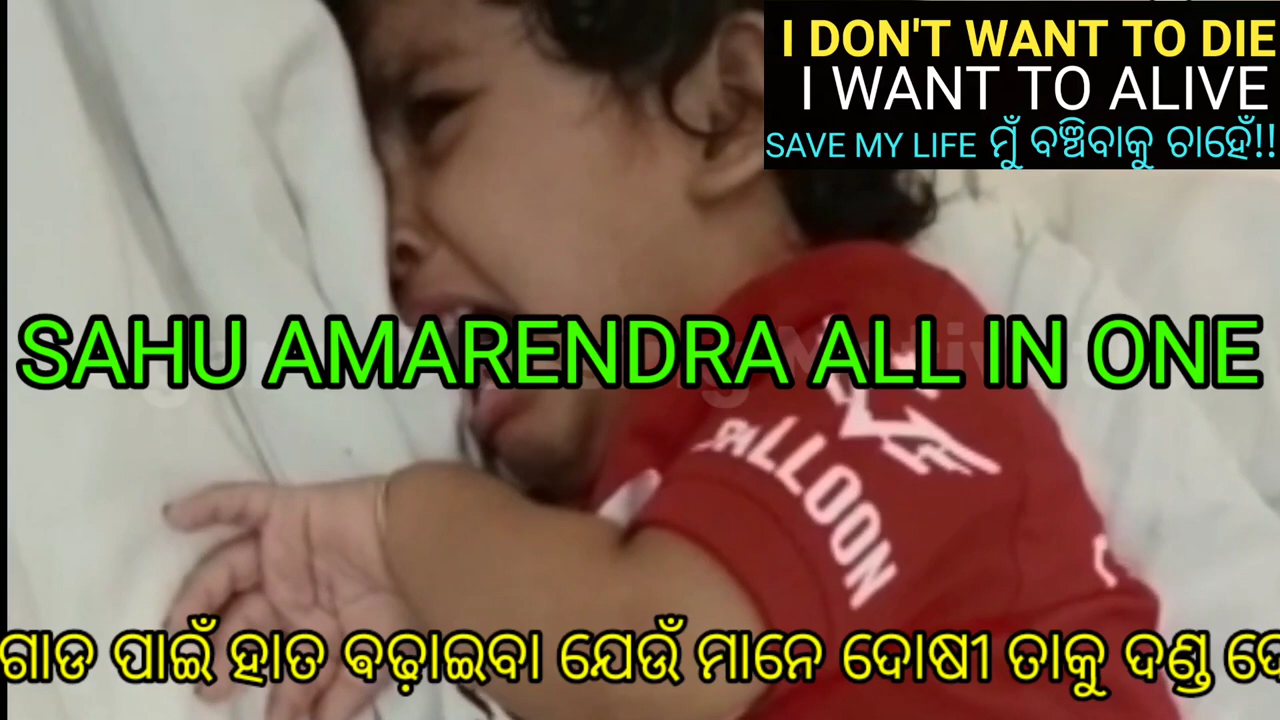 I DON'T WANT TO DIE
I WANT TO ALIVE
SAVE MY LIFE ମୁଁ ବଞ୍ଚିବାକୁ ଚାହେଁ!!
SAHU AMARENDRA ALL IN ONE
SPALLOON
ଗାଡ ପାଇଁ ହାତ ବଢ଼ାଇବା ଯେଉଁ ମାନେ ଦୋଷୀ ତାକୁ ଦଣ୍ଡ